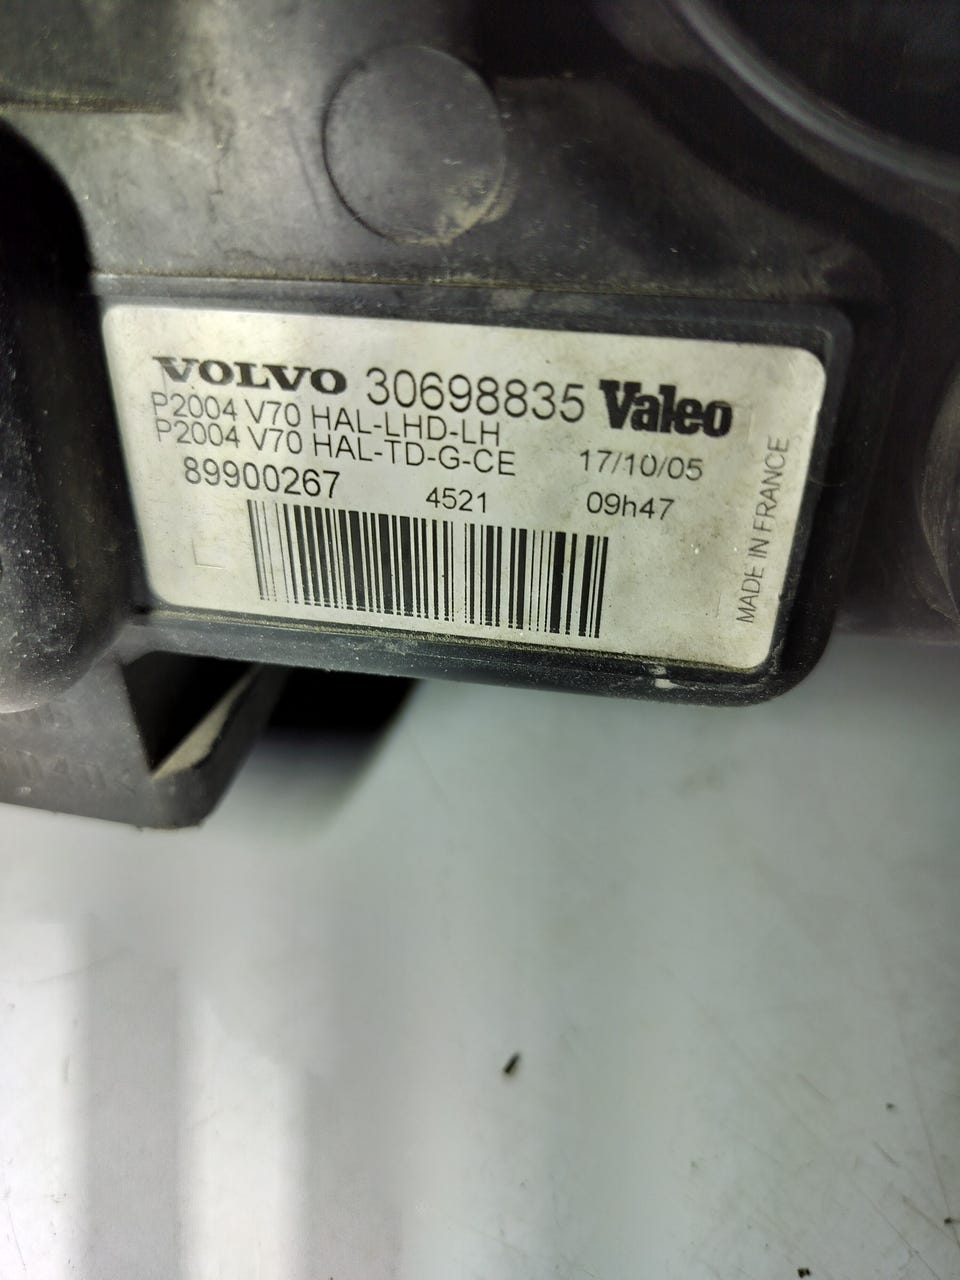 VOLVO 30698835 Valeo
P2004 V70 HAL-LHD-LH
P2004 V70 HAL-TD-G-CE 17/10/05
89900267 4521 09h47
MADE IN FRANCE